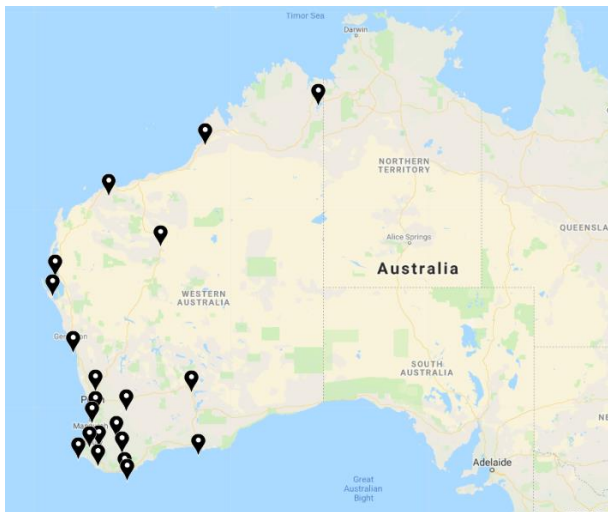 Timor Sea
Darwin
NORTHERN
TERRITORY
QUEENSLA
Alice Springs
Australia
WESTERN
AUSTRALIA
SOUTH
AUSTRALIA
NE
Adelaide
Great
Australian
Bight